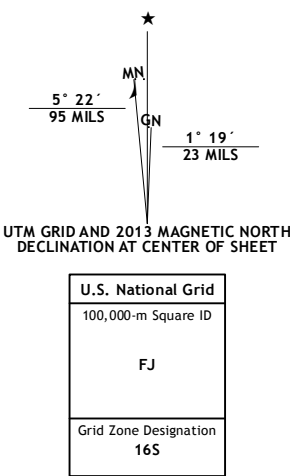 ★
MN
5° 22´
95 MILS
GN
1° 19´
23 MILS
UTM GRID AND 2013 MAGNETIC NORTH
DECLINATION AT CENTER OF SHEET
U.S. National Grid
100,000-m Square ID
FJ
Grid Zone Designation
16S